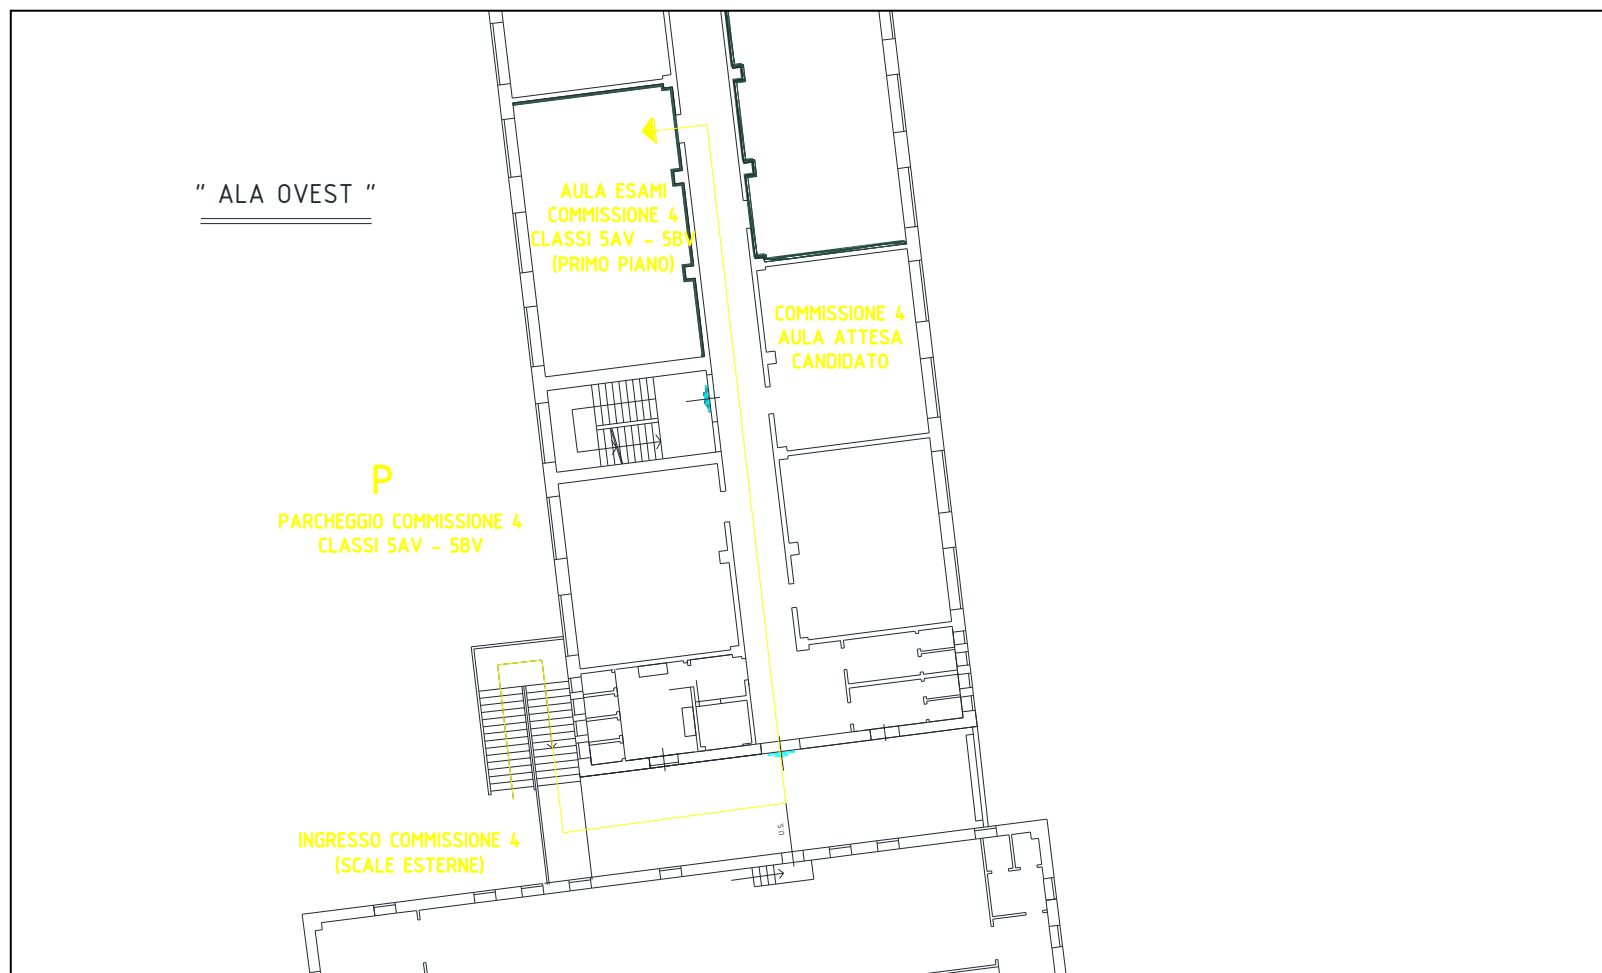 " ALA OVEST "
AULA ESAMI
COMMISSIONE 4
CLASSI 5AV - 5BV
(PRIMO PIANO)
COMMISSIONE 4
AULA ATTESA
CANDIDATO
P
PARCHEGGIO COMMISSIONE 4
CLASSI 5AV - 5BV
INGRESSO COMMISSIONE 4
(SCALE ESTERNE)
U.S.